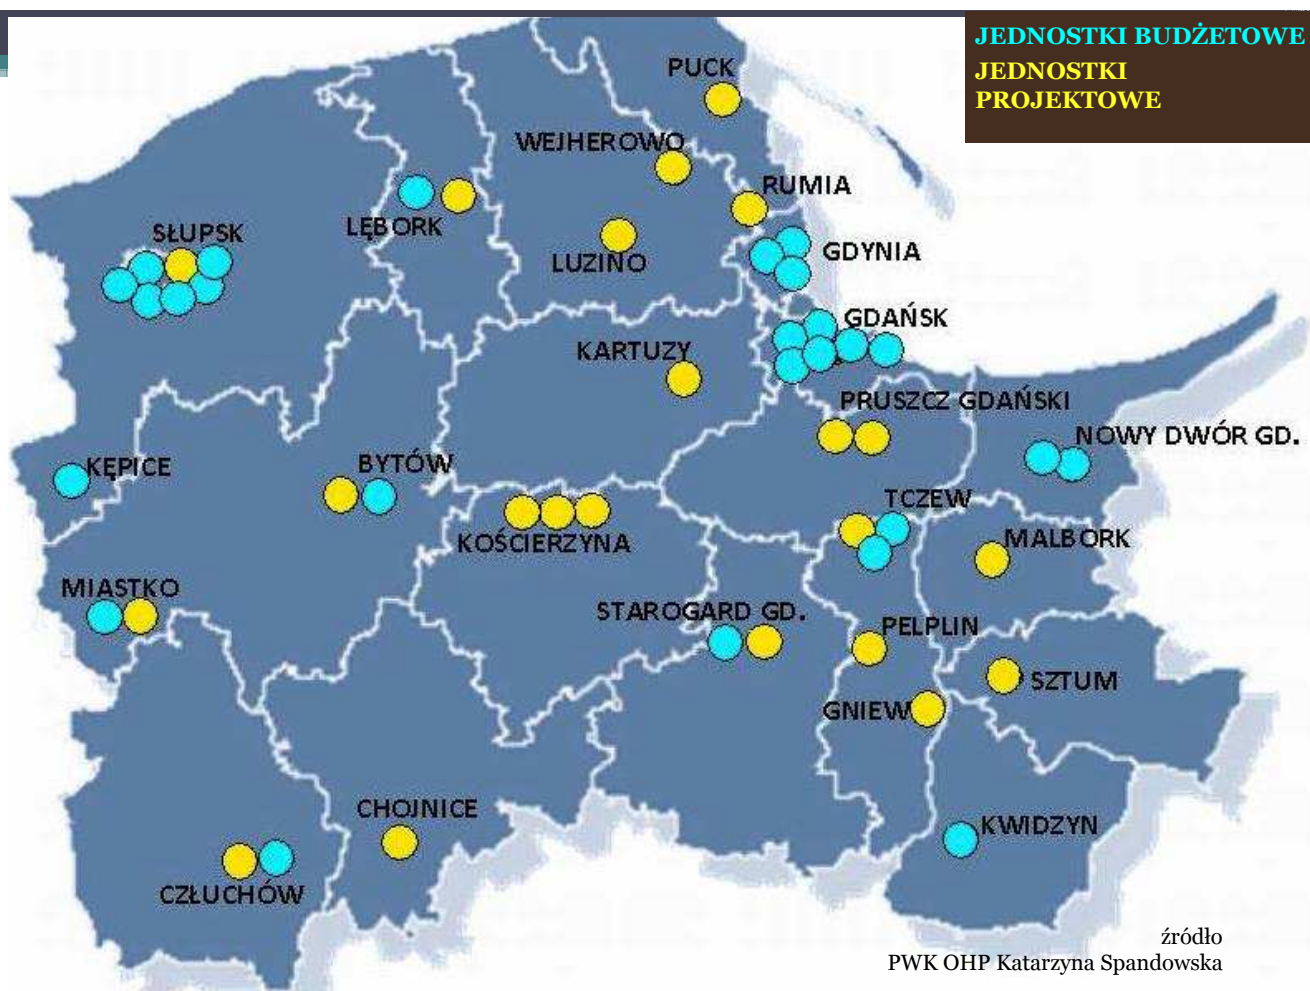 JEDNOSTKI BUDŻETOWE
JEDNOSTKI
PROJEKTOWE
PUCK
WEJHEROWO
RUMIA
LĘBORK
SŁUPSK
LUZINO
GDYNIA
GDAŃSK
KARTUZY
PRUSZCZ GDAŃSKI
NOWY DWÓR GD.
KĘPICE
BYTÓW
TCZEW
KOŚCIERZYNA
MALBORK
MIASTKO
STAROGARD GD.
PELPLIN
SZTUM
GNIEW
CHOJNICE
KWIDZYN
CZŁUCHÓW
źródło
PWK OHP Katarzyna Spandowska